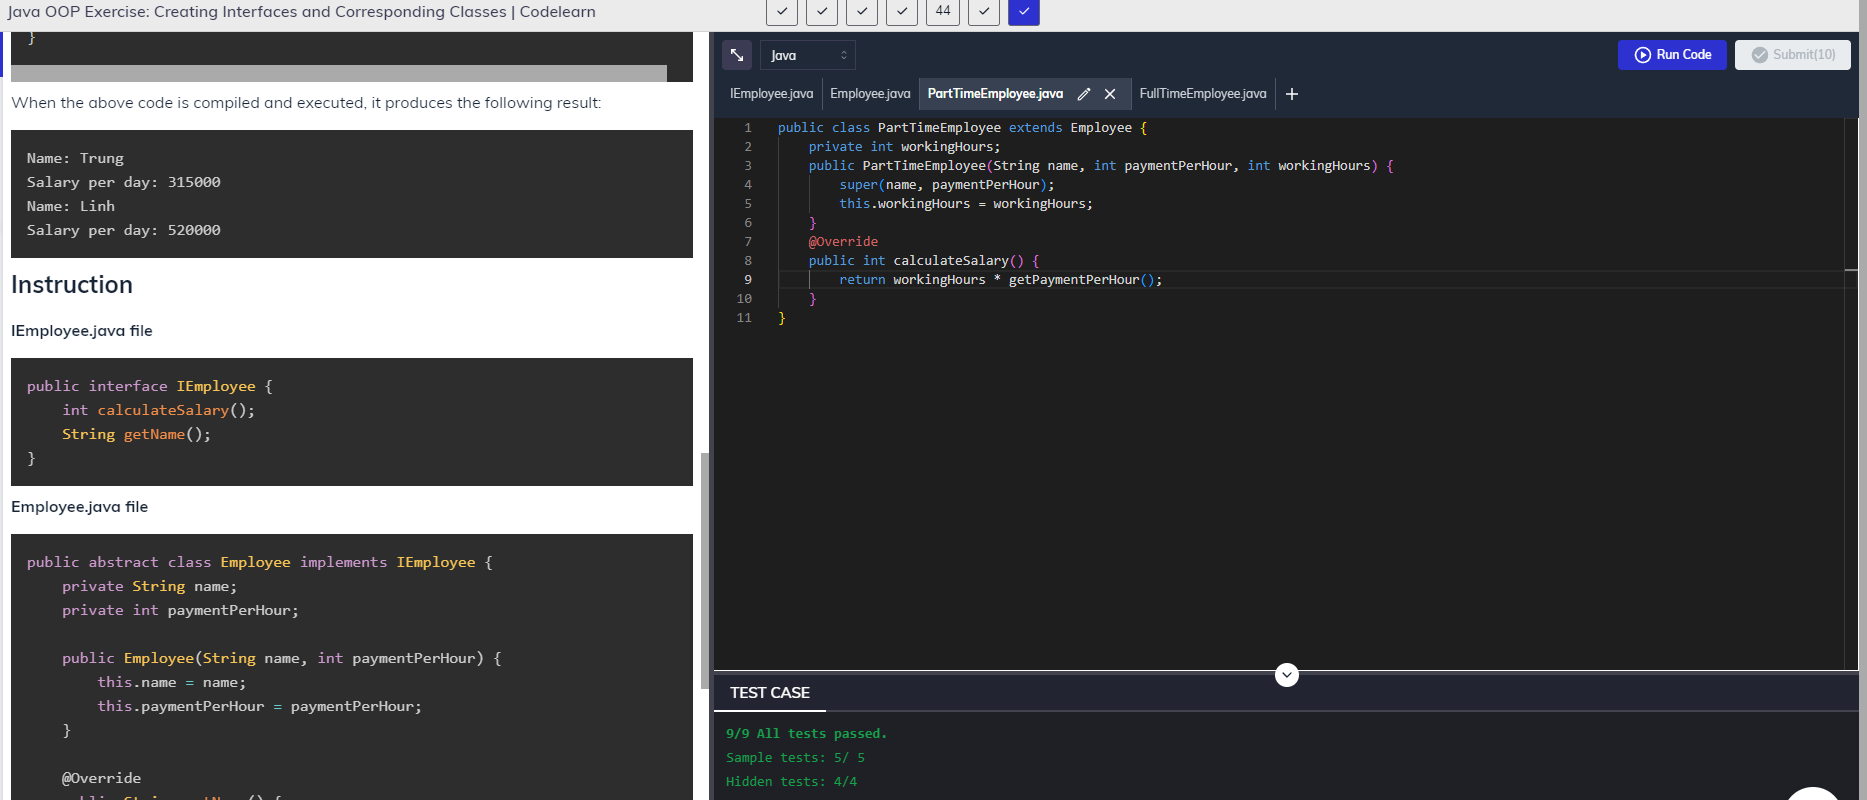 Java OOP Exercise: Creating Interfaces and Corresponding Classes | Codelearn
44
}
When the above code is compiled and executed, it produces the following result:
Name: Trung
Salary per day: 315000
Name: Linh
Salary per day: 520000
Instruction
IEmployee.java file
public interface IEmployee {
int calculateSalary();
String getName();
}
Employee.java file
public abstract class Employee implements IEmployee {
private String name;
private int paymentPerHour;
public Employee(String name, int paymentPerHour) {
this.name = name;
this.paymentPerHour = paymentPerHour;
}
@Override
Java
Run Code
Submit(10)
IEmployee.java
Employee.java
PartTimeEmployee.java
FullTimeEmployee.java
1 public class PartTimeEmployee extends Employee {
2 private int workingHours;
3 public PartTimeEmployee(String name, int paymentPerHour, int workingHours) {
4 super(name, paymentPerHour);
5 this.workingHours = workingHours;
6 }
7 @Override
8 public int calculateSalary() {
9 return workingHours * getPaymentPerHour();
10 }
11 }
TEST CASE
9/9 All tests passed.
Sample tests: 5/ 5
Hidden tests: 4/4